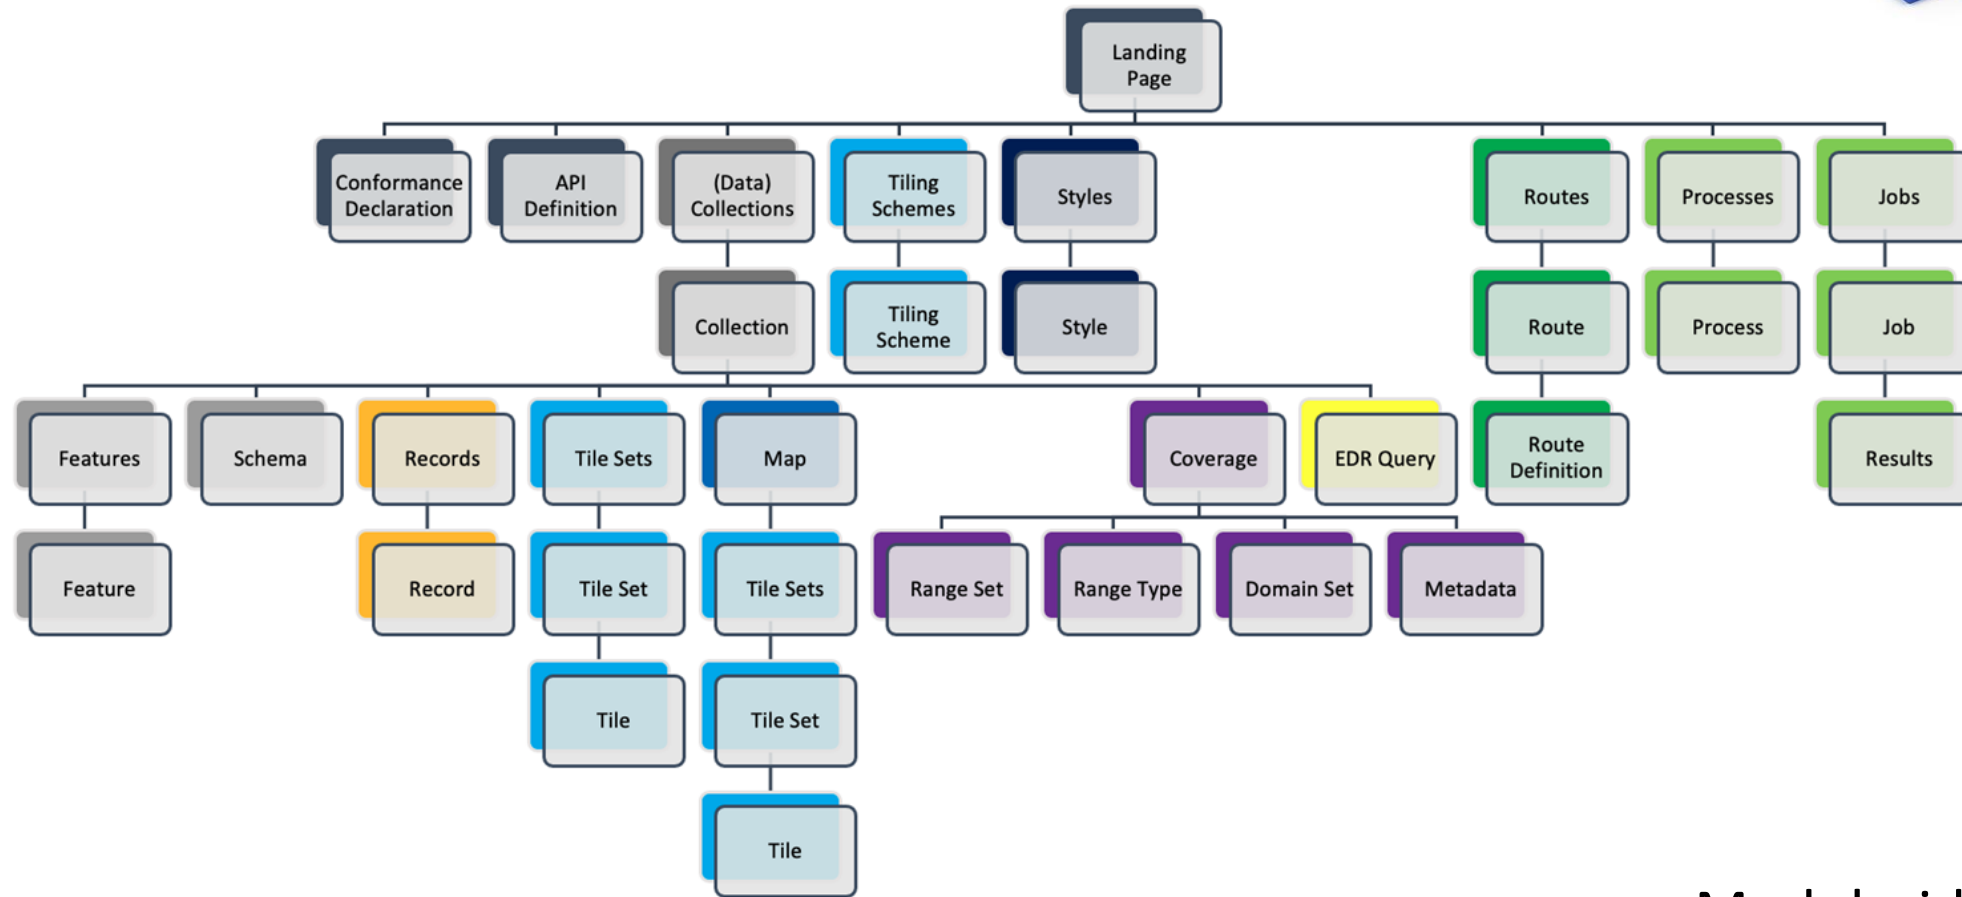 Landing
Page
Conformance
Declaration
API
Definition
(Data)
Collections
Tiling
Schemes
Styles
Routes
Processes
Jobs
Collection
Tiling
Scheme
Style
Route
Process
Job
Features
Schema
Records
Tile Sets
Map
Coverage
EDR Query
Route
Definition
Results
Feature
Record
Tile Set
Tile Sets
Range Set
Range Type
Domain Set
Metadata
Tile
Tile Set
Tile